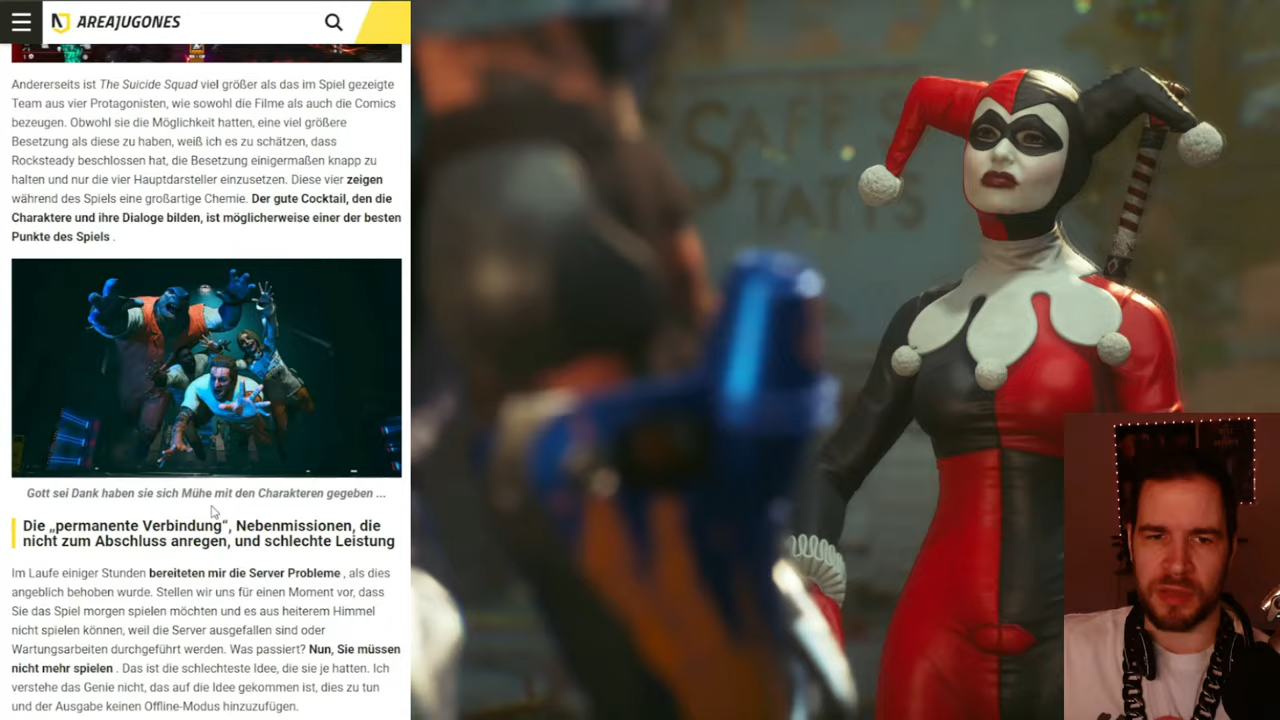 AREAJUGONES
Andererseits ist The Suicide Squad viel größer als das im Spiel gezeigte
Team aus vier Protagonisten, wie sowohl die Filme als auch die Comics
bezeugen. Obwohl sie die Möglichkeit hatten, eine viel größere
Besetzung als diese zu haben, weiß ich es zu schätzen, dass
Rocksteady beschlossen hat, die Besetzung einigermaßen knapp zu
halten und nur die vier Hauptdarsteller einzusetzen. Diese vier zeigen
während des Spiels eine großartige Chemie. Der gute Cocktail, den die
Charaktere und ihre Dialoge bilden, ist möglicherweise einer der besten
Punkte des Spiels .
Gott sei Dank haben sie sich Mühe mit den Charakteren gegeben ...
Die „permanente Verbindung“, Nebenmissionen, die
nicht zum Abschluss anregen, und schlechte Leistung
Im Laufe einiger Stunden bereiteten mir die Server Probleme , als dies
angeblich behoben wurde. Stellen wir uns für einen Moment vor, dass
Sie das Spiel morgen spielen möchten und es aus heiterem Himmel
nicht spielen können, weil die Server ausgefallen sind oder
Wartungsarbeiten durchgeführt werden. Was passiert? Nun, Sie müssen
nicht mehr spielen . Das ist die schlechteste Idee, die sie je hatten. Ich
verstehe das Genie nicht, das auf die Idee gekommen ist, dies zu tun
und der Ausgabe keinen Offline-Modus hinzuzufügen.